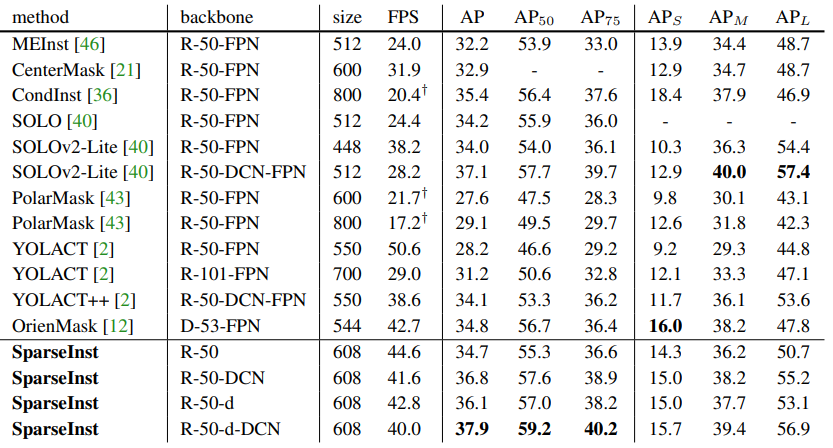 method backbone size FPS AP AP50 AP75 APS APM APL
MEInst [46] R-50-FPN 512 24.0 32.2 53.9 33.0 13.9 34.4 48.7
CenterMask [21] R-50-FPN 600 31.9 32.9 - - 12.9 34.7 48.7
CondInst [36] R-50-FPN 800 20.4† 35.4 56.4 37.6 18.4 37.9 46.9
SOLO [40] R-50-FPN 512 24.4 34.2 55.9 36.0 - - -
SOLOv2-Lite [40] R-50-FPN 448 38.2 34.0 54.0 36.1 10.3 36.3 54.4
SOLOv2-Lite [40] R-50-DCN-FPN 512 28.2 37.1 57.7 39.7 12.9 40.0 57.4
PolarMask [43] R-50-FPN 600 21.7† 27.6 47.5 28.3 9.8 30.1 43.1
PolarMask [43] R-50-FPN 800 17.2† 29.1 49.5 29.7 12.6 31.8 42.3
YOLACT [2] R-50-FPN 550 50.6 28.2 46.6 29.2 9.2 29.3 44.8
YOLACT [2] R-101-FPN 700 29.0 31.2 50.6 32.8 12.1 33.3 47.1
YOLACT++ [2] R-50-DCN-FPN 550 38.6 34.1 53.3 36.2 11.7 36.1 53.6
OrienMask [12] D-53-FPN 544 42.7 34.8 56.7 36.4 16.0 38.2 47.8
SparseInst R-50 608 44.6 34.7 55.3 36.6 14.3 36.2 50.7
SparseInst R-50-DCN 608 41.6 36.8 57.6 38.9 15.0 38.2 55.2
SparseInst R-50-d 608 42.8 36.1 57.0 38.2 15.0 37.7 53.1
SparseInst R-50-d-DCN 608 40.0 37.9 59.2 40.2 15.7 39.4 56.9